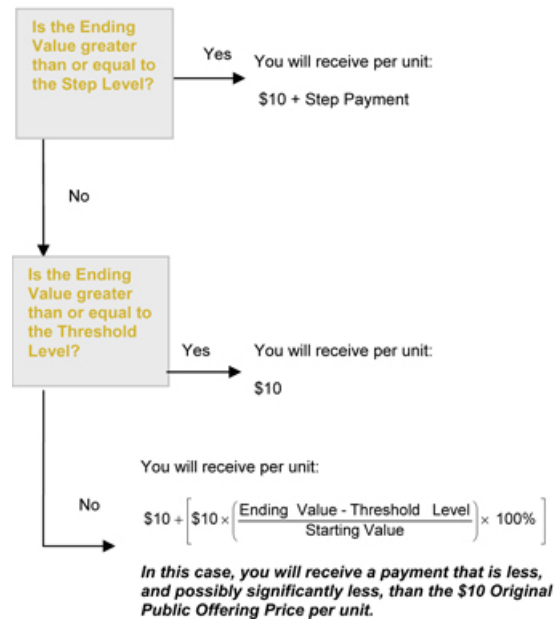 Is the Ending
Value greater
than or equal to
the Step Level?
Yes
You will receive per unit:
$10 + Step Payment
No
Is the Ending
Value greater
than or equal to
the Threshold
Level?
Yes
You will receive per unit:
$10
You will receive per unit:
No
$10 + [$10 × (Ending Value - Threshold Level / Starting Value) × 100%]
In this case, you will receive a payment that is less,
and possibly significantly less, than the $10 Original
Public Offering Price per unit.